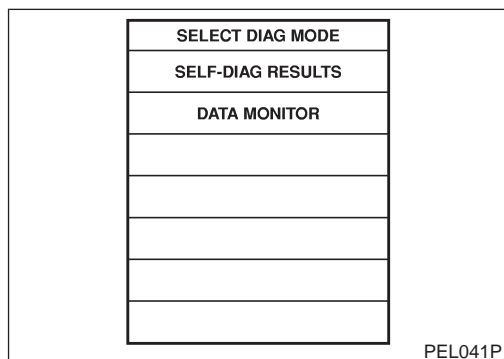 SELECT DIAG MODE
SELF-DIAG RESULTS
DATA MONITOR
PEL041P